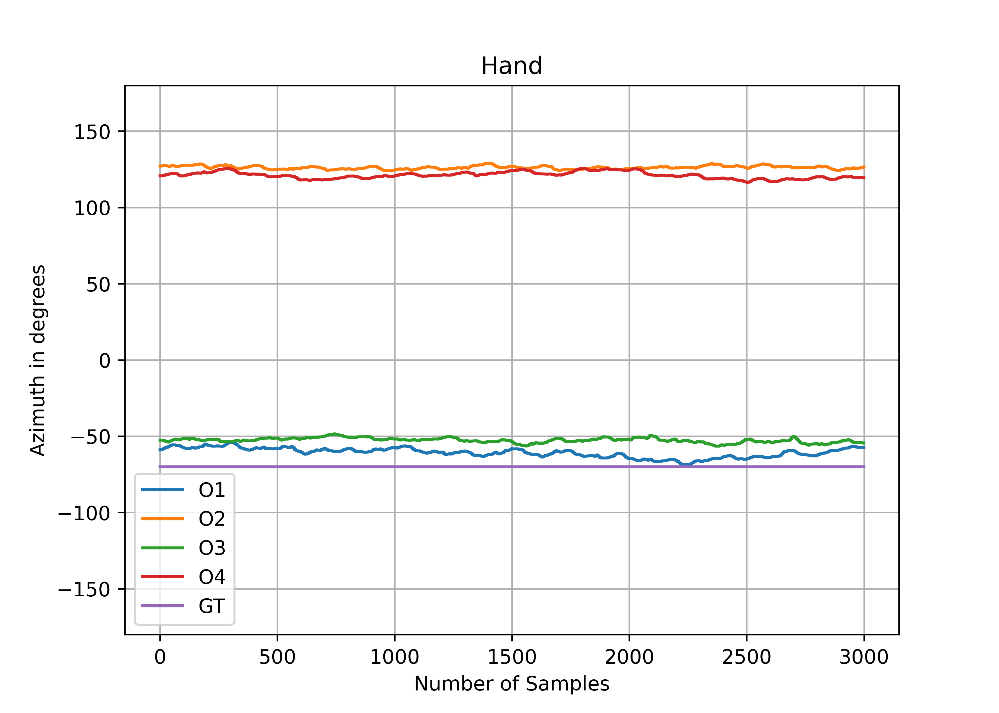 Hand
Azimuth in degrees
150
100
50
0
−50
−100
−150
O1
O2
O3
O4
GT
0 500 1000 1500 2000 2500 3000
Number of Samples